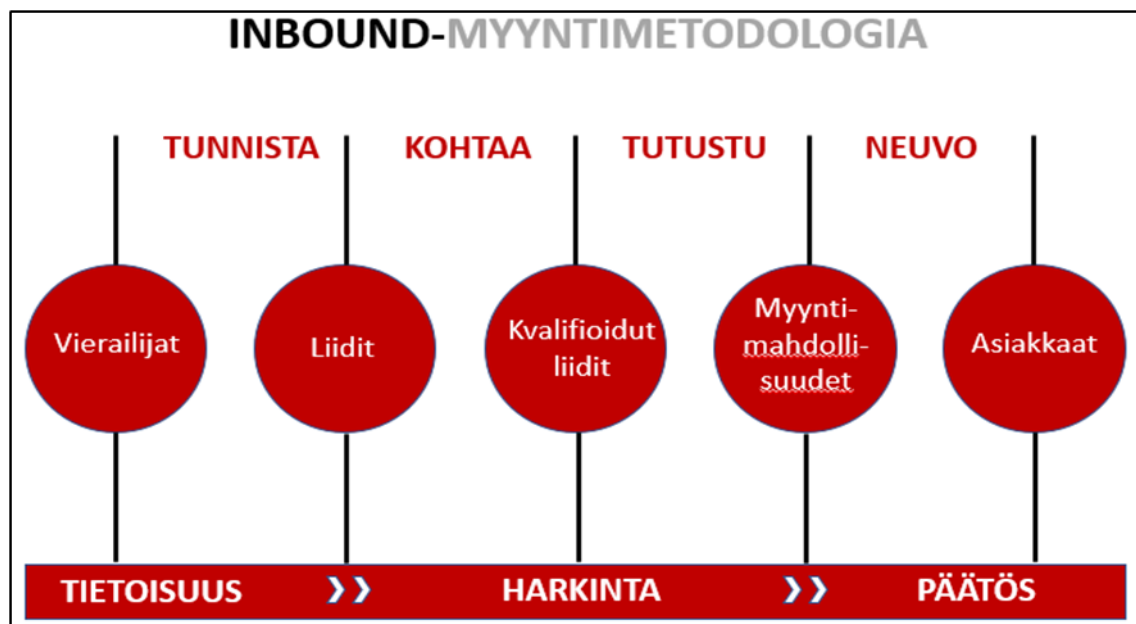 INBOUND-MYYNTIMETODOLOGIA
TUNNISTA
KOHTAA
TUTUSTU
NEUVO
Vierailijat
Liidit
Kvalifioidut
liidit
Myynti-
mahdolli-
suudet
Asiakkaat
TIETOISUUS
HARKINTA
PÄÄTÖS